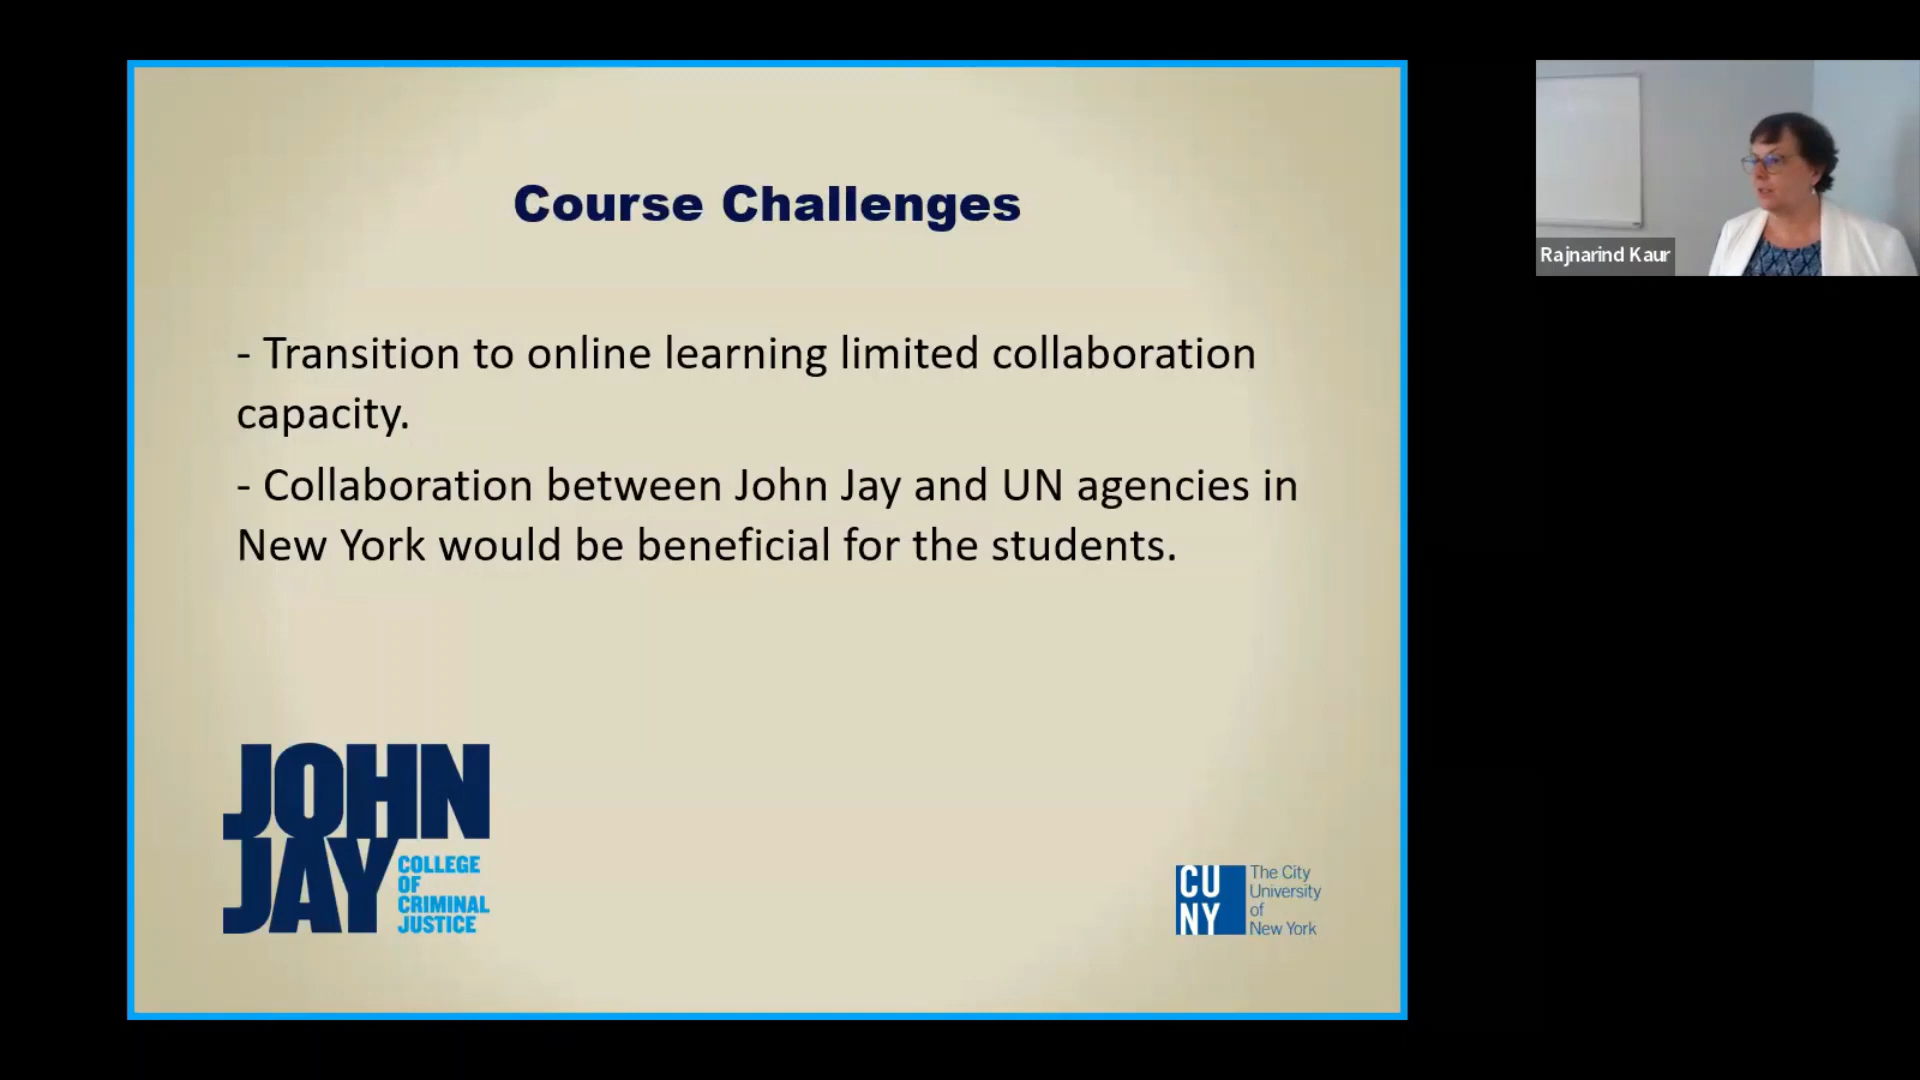 Course Challenges
- Transition to online learning limited collaboration
capacity.
- Collaboration between John Jay and UN agencies in
New York would be beneficial for the students.
JOHN
JAY
COLLEGE
OF
CRIMINAL
JUSTICE
CU
NY
The City
University
of
New York
Rajnarind Kaur